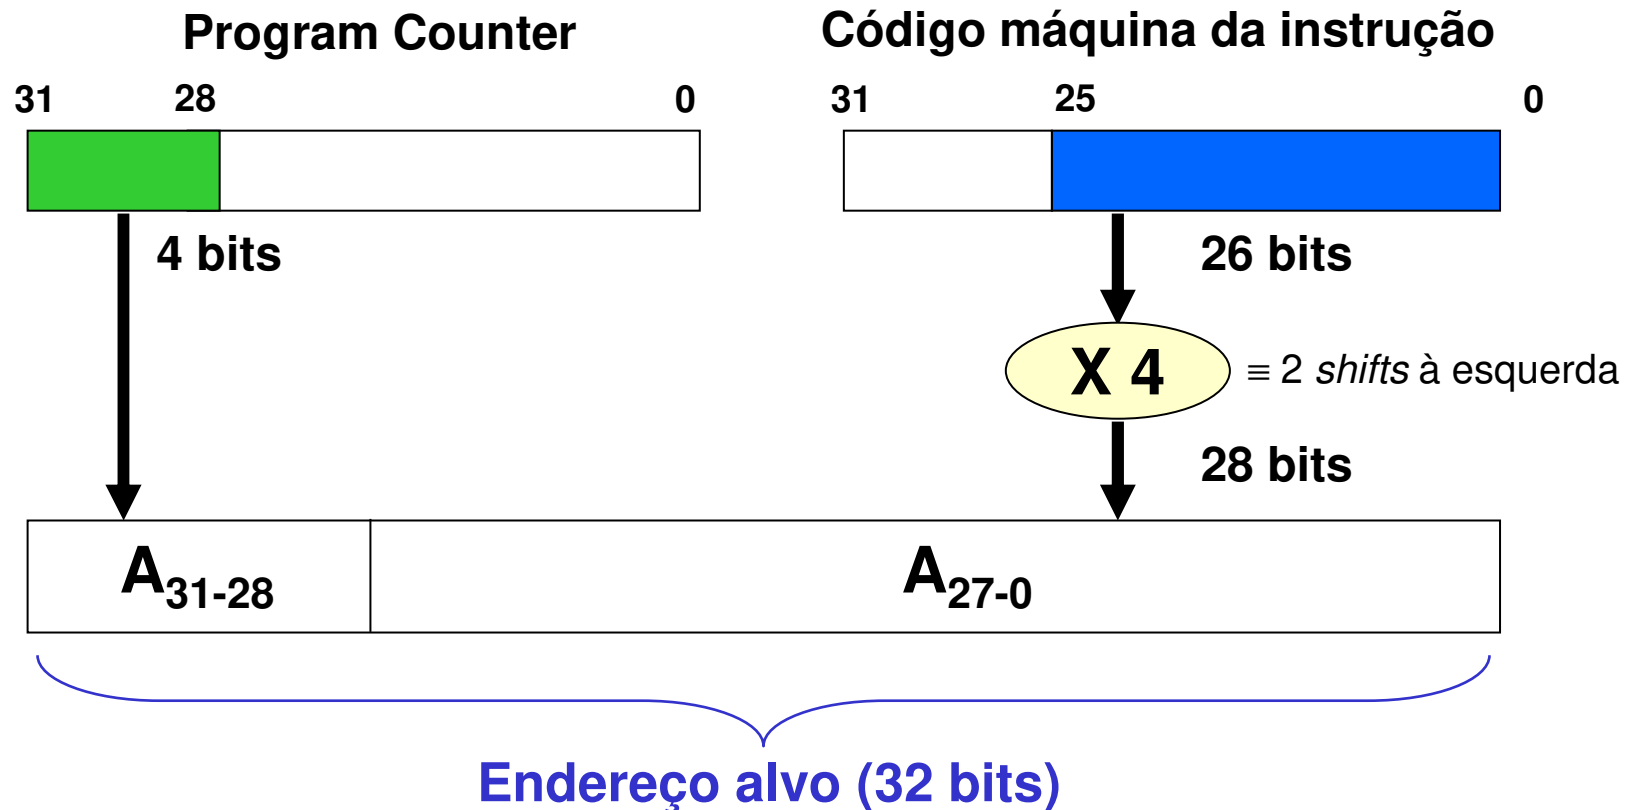 Program Counter
Código máquina da instrução
31 28 0
31 25 0
4 bits
26 bits
X 4
≡ 2 shifts à esquerda
28 bits
A31-28
A27-0
Endereço alvo (32 bits)